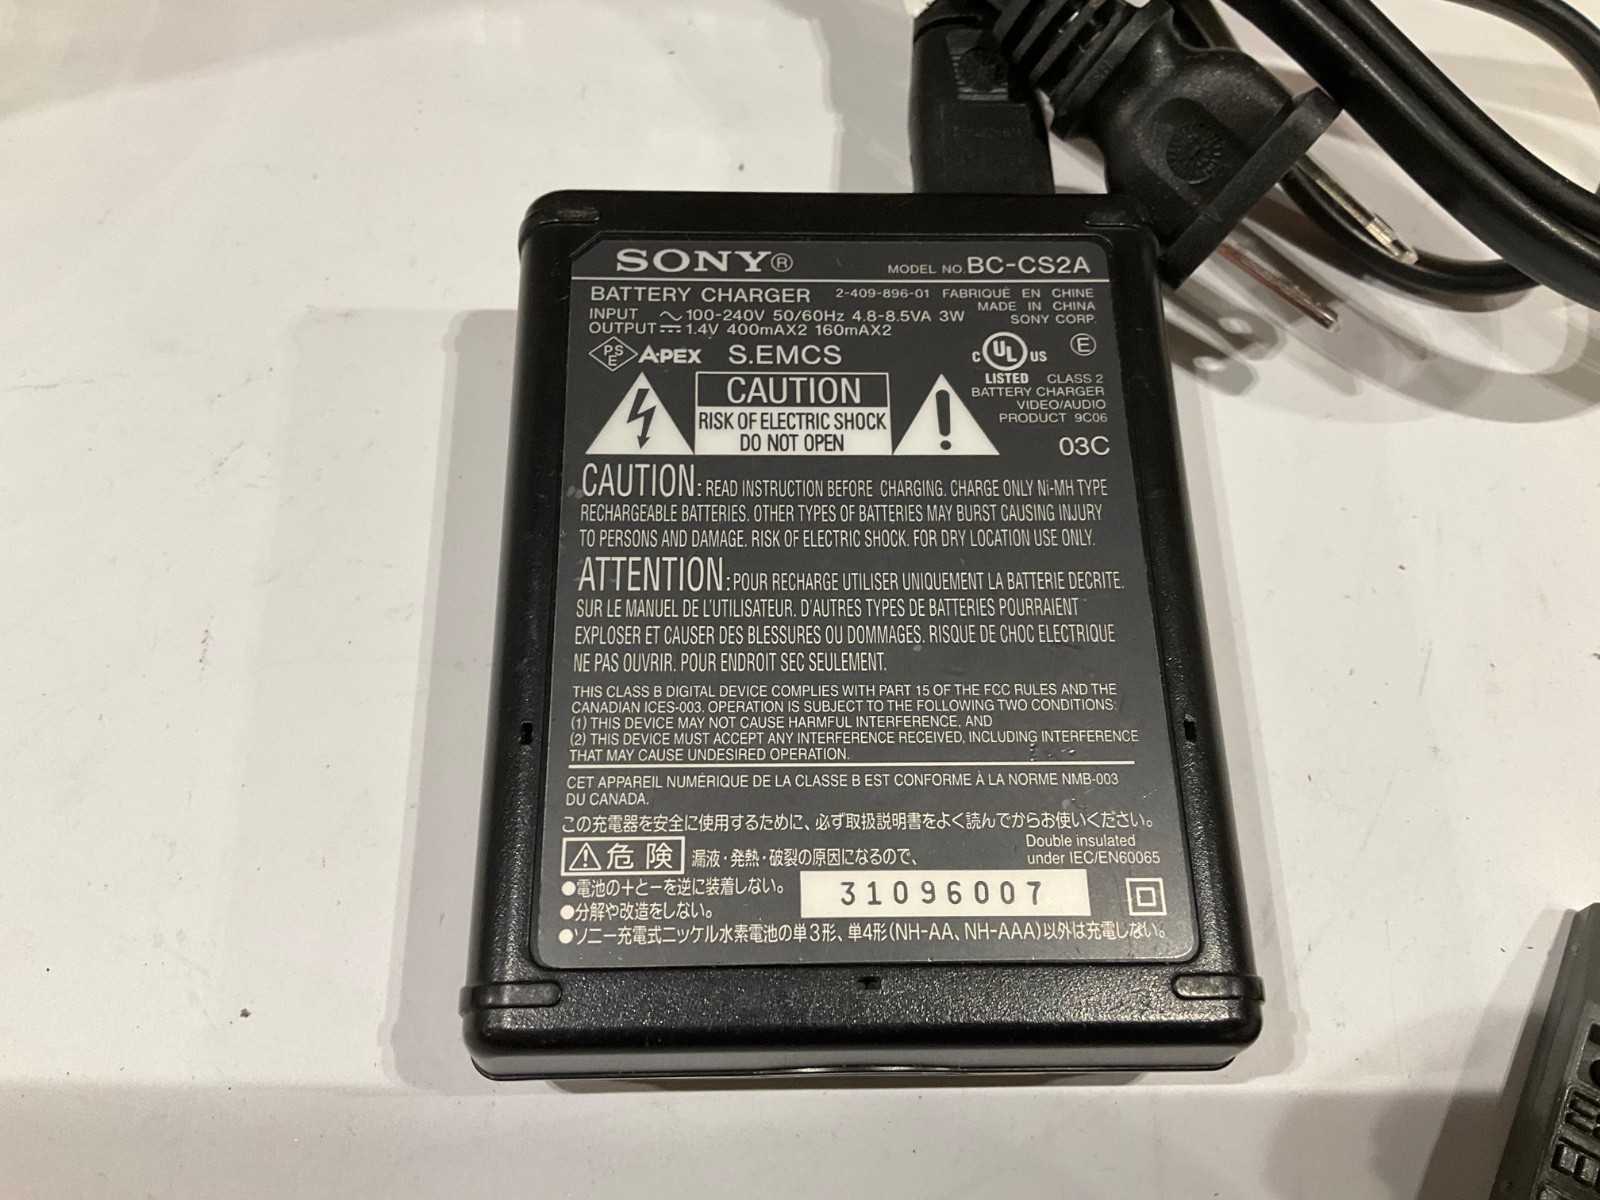 SONY®
MODEL NO. BC-CS2A
BATTERY CHARGER
2-409-896-01 FABRIQUÉ EN CHINE
MADE IN CHINA
SONY CORP.
INPUT ～ 100-240V 50/60Hz 4.8-8.5VA 3W
OUTPUT ⎓ 1.4V 400mAX2 160mAX2
PS
E
APEX S.EMCS
C UL US E
LISTED CLASS 2
BATTERY CHARGER
VIDEO/AUDIO
PRODUCT 9C06
03C
CAUTION
RISK OF ELECTRIC SHOCK
DO NOT OPEN
CAUTION: READ INSTRUCTION BEFORE CHARGING. CHARGE ONLY Ni-MH TYPE
RECHARGEABLE BATTERIES. OTHER TYPES OF BATTERIES MAY BURST CAUSING INJURY
TO PERSONS AND DAMAGE. RISK OF ELECTRIC SHOCK. FOR DRY LOCATION USE ONLY.
ATTENTION: POUR RECHARGE UTILISER UNIQUEMENT LA BATTERIE DECRITE.
SUR LE MANUEL DE L'UTILISATEUR. D'AUTRES TYPES DE BATTERIES POURRAIENT
EXPLOSER ET CAUSER DES BLESSURES OU DOMMAGES. RISQUE DE CHOC ELECTRIQUE
NE PAS OUVRIR. POUR ENDROIT SEC SEULEMENT.
THIS CLASS B DIGITAL DEVICE COMPLIES WITH PART 15 OF THE FCC RULES AND THE
CANADIAN ICES-003. OPERATION IS SUBJECT TO THE FOLLOWING TWO CONDITIONS:
(1) THIS DEVICE MAY NOT CAUSE HARMFUL INTERFERENCE, AND
(2) THIS DEVICE MUST ACCEPT ANY INTERFERENCE RECEIVED, INCLUDING INTERFERENCE
THAT MAY CAUSE UNDESIRED OPERATION.
CET APPAREIL NUMÉRIQUE DE LA CLASSE B EST CONFORME À LA NORME NMB-003
DU CANADA.
この充電器を安全に使用するために、必ず取扱説明書をよく読んでからお使いください。
⚠危険 漏液・発熱・破裂の原因になるので、
Double insulated
under IEC/EN60065
●電池の＋と－を逆に装着しない。
●分解や改造をしない。
31096007
●ソニー充電式ニッケル水素電池の単3形、単4形(NH-AA、NH-AAA)以外は充電しない。